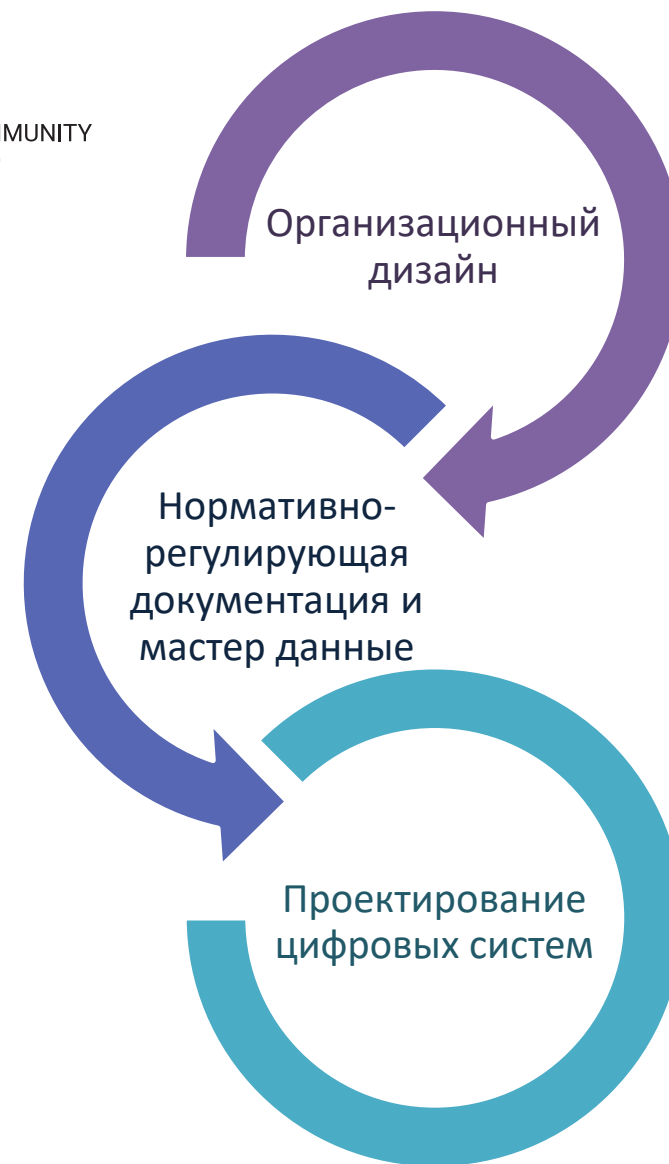 MUNITY
Организационный
дизайн
Нормативно-
регулирующая
документация и
мастер данные
Проектирование
цифровых систем